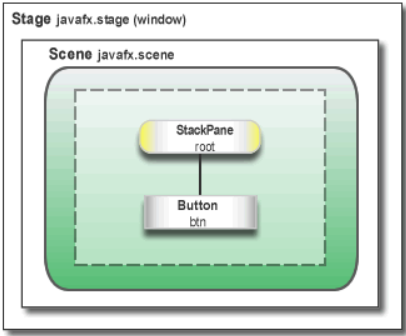 Stage javafx.stage (window)
Scene javafx.scene
StackPane
root
Button
btn